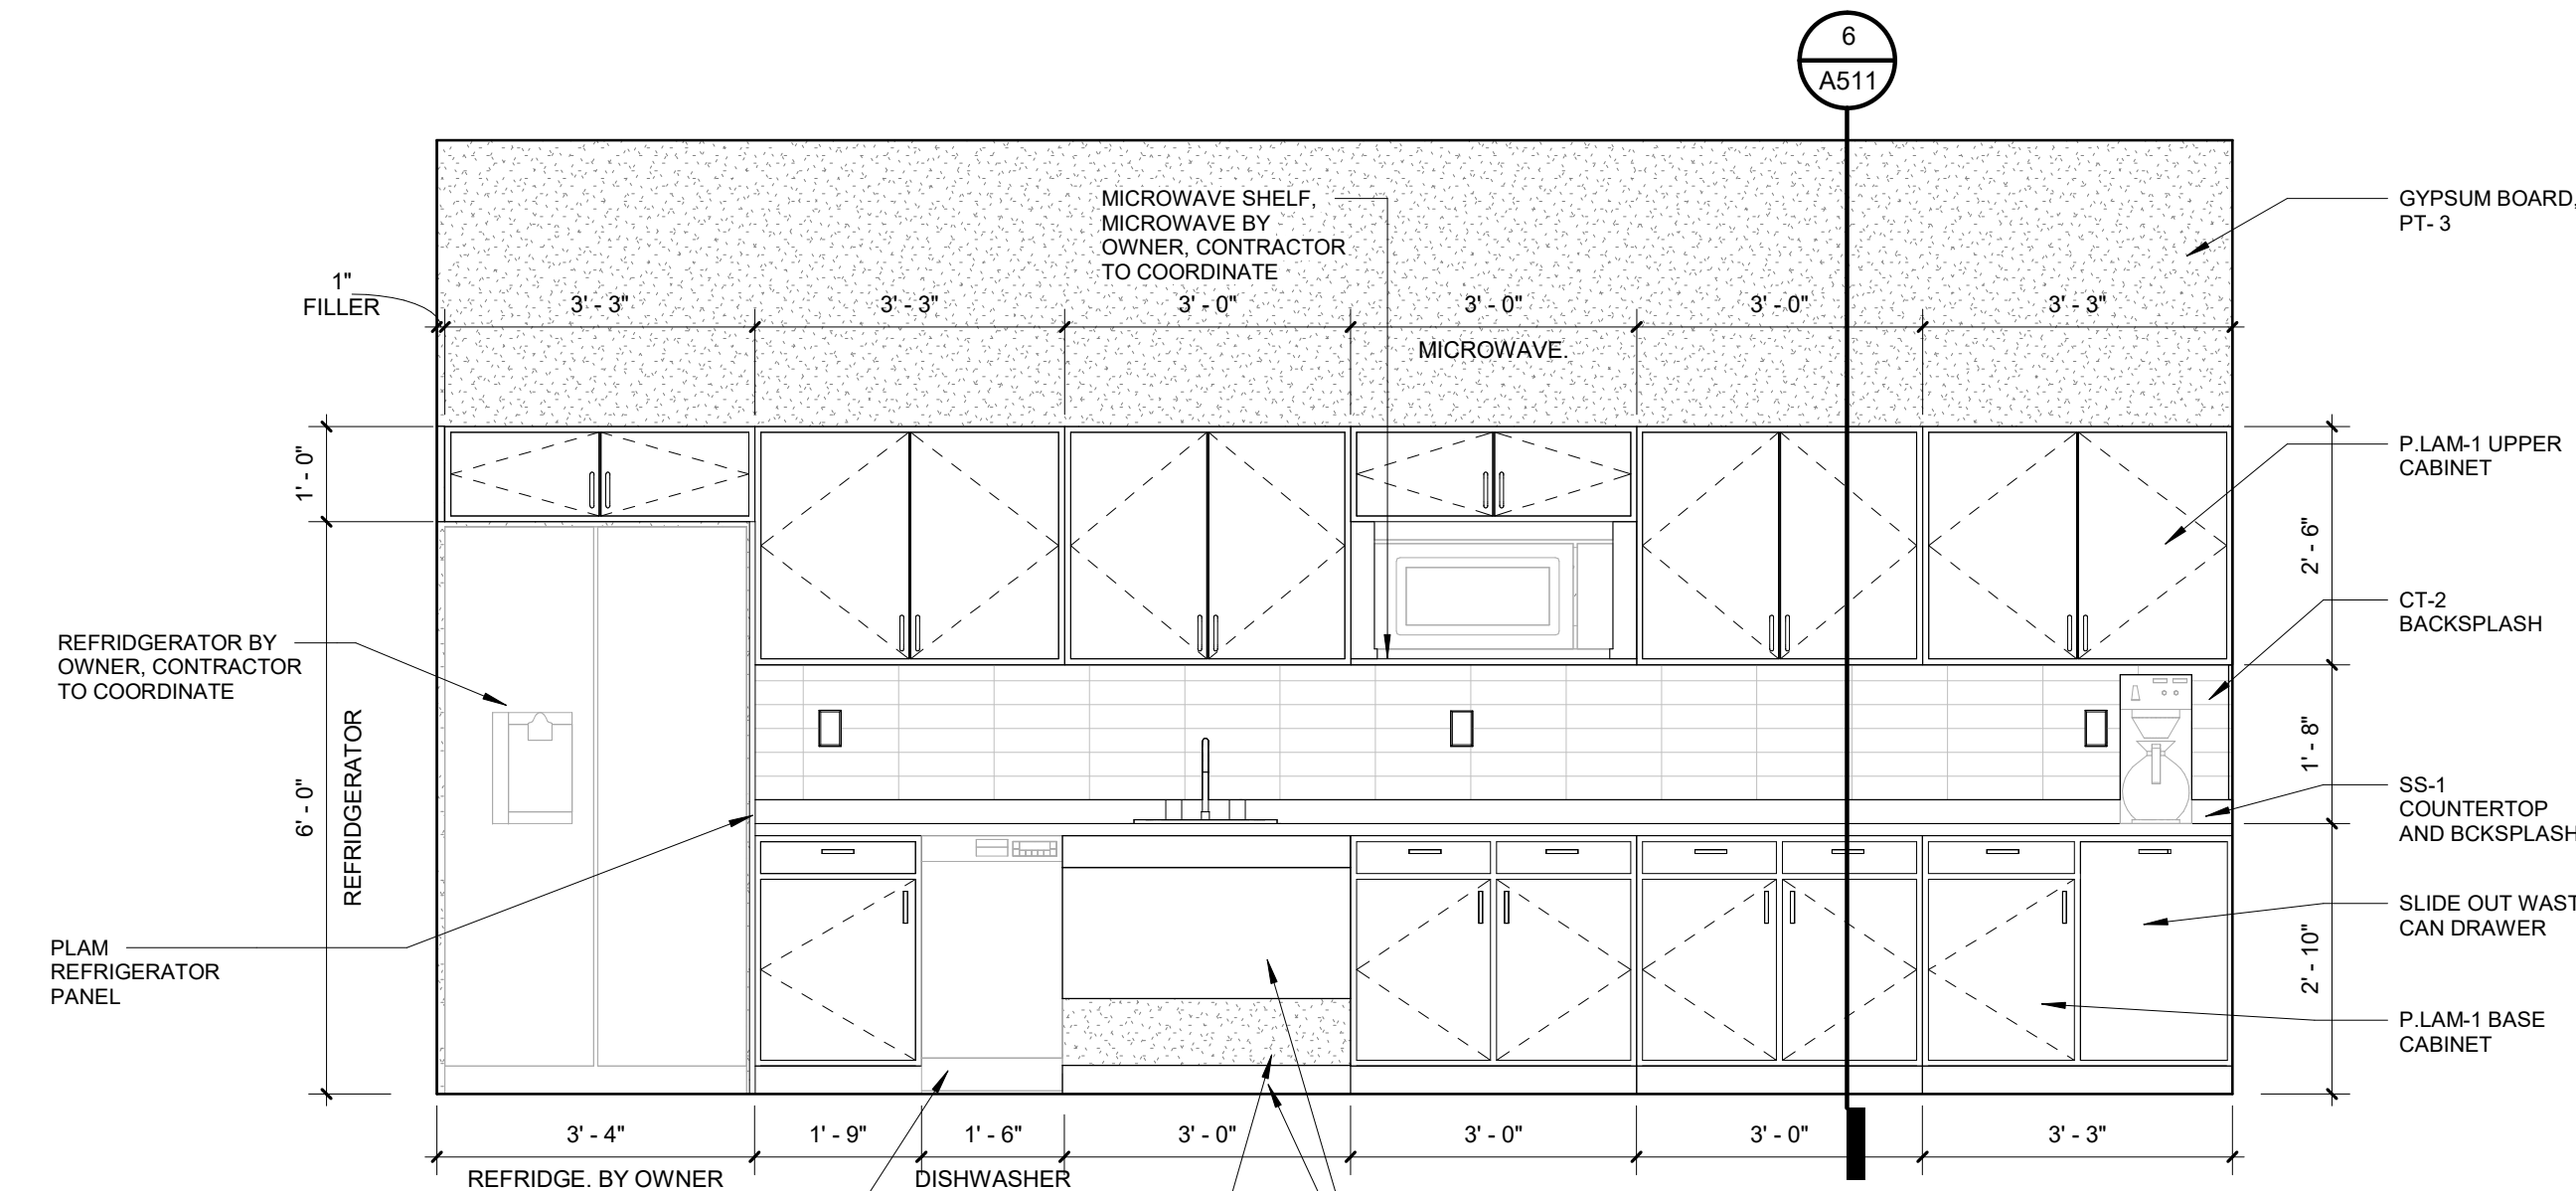 6
A511
MICROWAVE SHELF,
MICROWAVE BY
OWNER, CONTRACTOR
TO COORDINATE
GYPSUM BOARD,
PT- 3
1"
FILLER
3' - 3"
3' - 3"
3' - 0"
3' - 0"
3' - 0"
3' - 3"
MICROWAVE.
1' - 0"
P.LAM-1 UPPER
CABINET
2' - 6"
CT-2
BACKSPLASH
REFRIDGERATOR BY
OWNER, CONTRACTOR
TO COORDINATE
6' - 0"
REFRIDGERATOR
1' - 8"
SS-1
COUNTERTOP
AND BCKSPLASH
SLIDE OUT WAST
CAN DRAWER
PLAM
REFRIGERATOR
PANEL
2' - 10"
P.LAM-1 BASE
CABINET
3' - 4"
1' - 9"
1' - 6"
3' - 0"
3' - 0"
3' - 0"
3' - 3"
REFRIDGE. BY OWNER
DISHWASHER